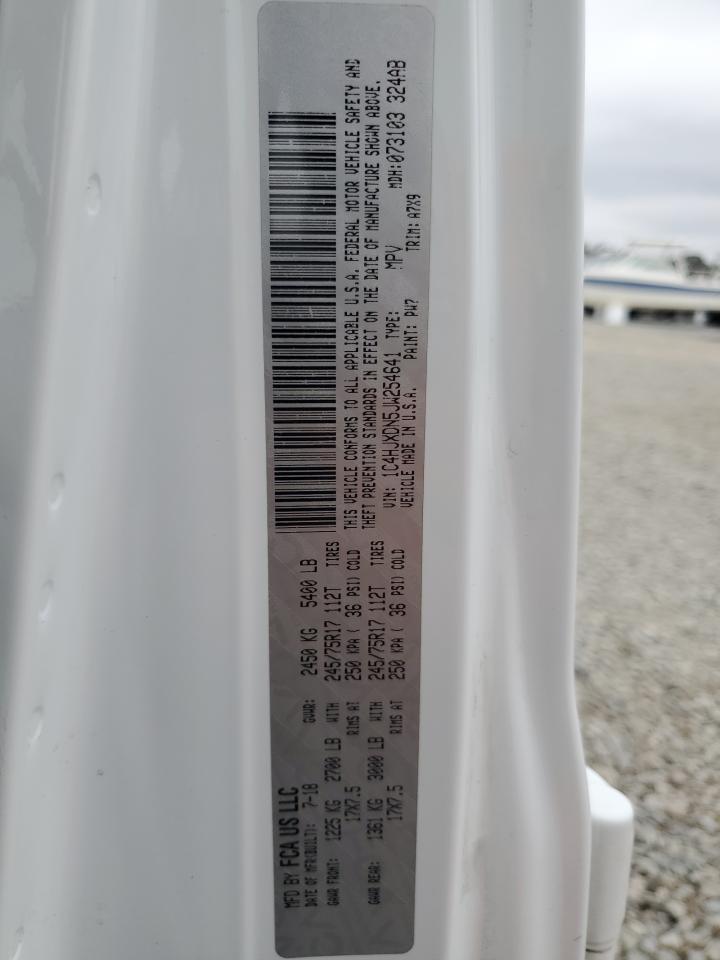 MFD BY FCA US LLC
DATE OF MFR(BUILT): 7-18 GVWR: 2450 KG 5400 LB
GAWR FRONT: 1225 KG 2700 LB WITH 245/75R17 112T TIRES
17X7.5 RIMS AT 250 KPA ( 36 PSI) COLD
GAWR REAR: 1361 KG 3000 LB WITH 245/75R17 112T TIRES
17X7.5 RIMS AT 250 KPA ( 36 PSI) COLD
THIS VEHICLE CONFORMS TO ALL APPLICABLE U.S.A. FEDERAL MOTOR VEHICLE SAFETY AND
THEFT PREVENTION STANDARDS IN EFFECT ON THE DATE OF MANUFACTURE SHOWN ABOVE.
VIN: 1C4HJXDN5JW254641 TYPE: MPV MDH:073103 324AB
VEHICLE MADE IN U.S.A. PAINT: PW7 TRIM: A7X9